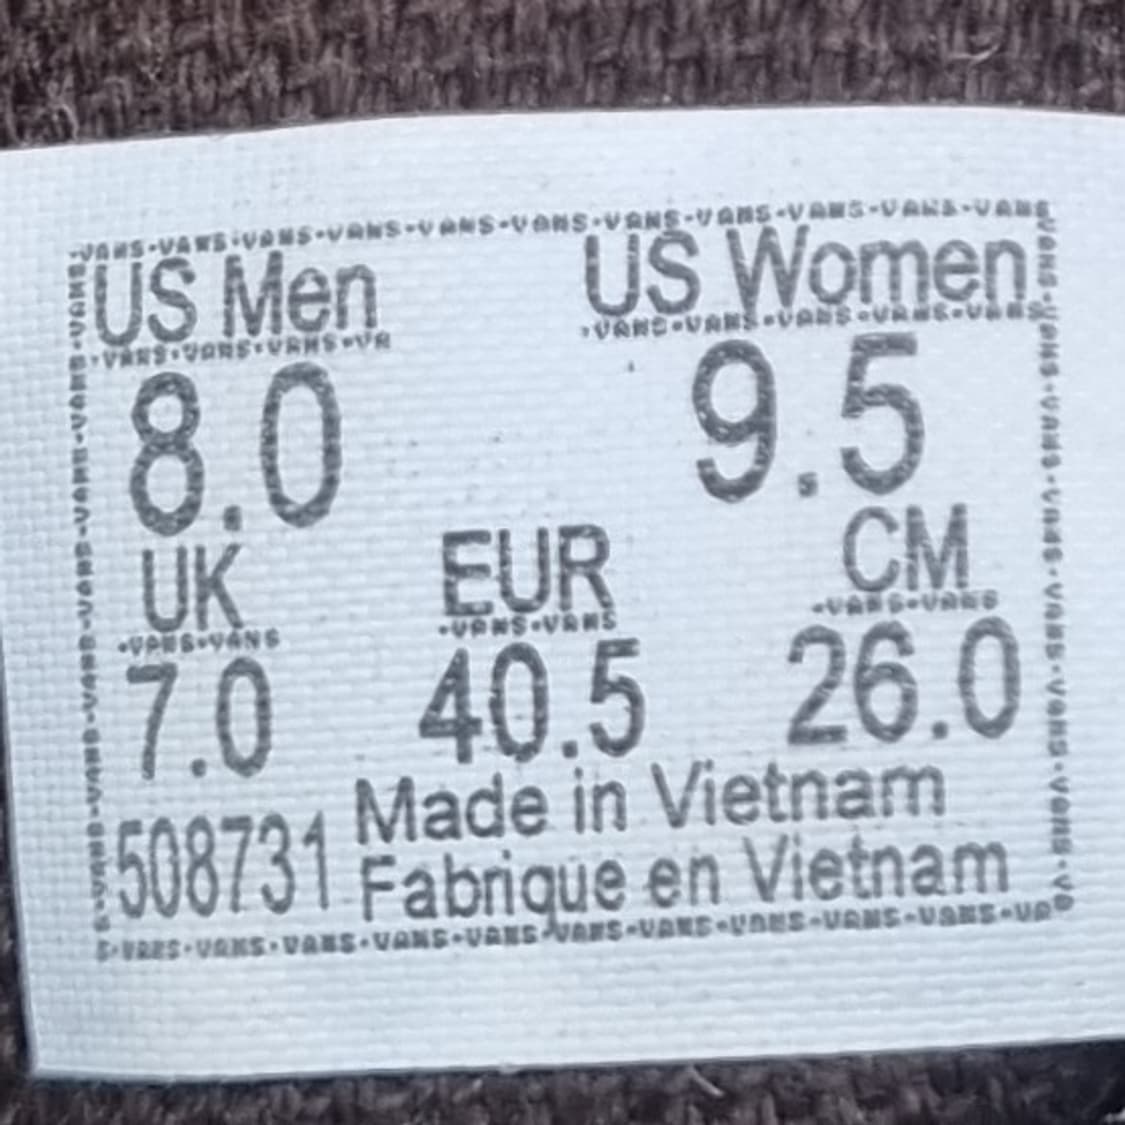 US Men US Women
8.0 9.5
UK EUR CM
7.0 40.5 26.0
508731 Made in Vietnam
Fabrique en Vietnam